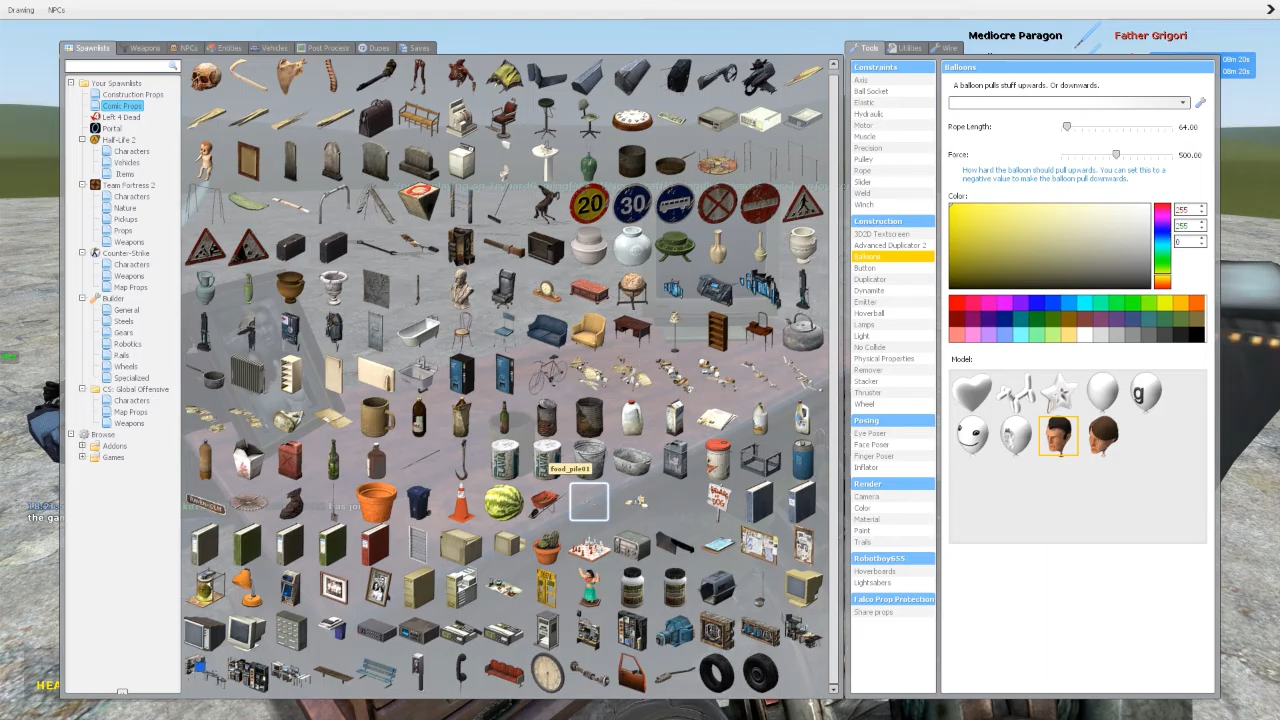 Drawing NPCs
Mediocre Paragon Father Grigori
08m 20s
08m 20s
Spawnlists Weapons NPCs Entities Vehicles Post Process Dupes Saves
Tools Utilities Wire
Your Spawnlists
Construction Props
Comic Props
Left 4 Dead
Portal
Half-Life 2
Characters
Vehicles
Items
Team Fortress 2
Characters
Nature
Pickups
Props
Weapons
Counter-Strike
Characters
Weapons
Map Props
Builder
General
Steels
Gears
Robotics
Rails
Wheels
Specialized
CS: Global Offensive
Characters
Map Props
Weapons
Browse
Addons
Games
20
30
food_pile01
Constraints
Axis
Ball Socket
Elastic
Hydraulic
Motor
Muscle
Precision
Pulley
Rope
Slider
Weld
Winch
Construction
3D2D Textscreen
Advanced Duplicator 2
Balloons
Button
Duplicator
Dynamite
Emitter
Hoverball
Lamps
Light
No Collide
Physical Properties
Remover
Stacker
Thruster
Wheel
Posing
Eye Poser
Face Poser
Finger Poser
Inflator
Render
Camera
Color
Material
Paint
Trails
Robotboy655
Hoverboards
Lightsabers
Falco Prop Protection
Share props
Balloons
A balloon pulls stuff upwards. Or downwards.
Rope Length: 64.00
Force: 500.00
How hard the balloon should pull upwards. You can set this to a
negative value to make the balloon pull downwards.
Color:
255
255
0
Model:
g
the gam